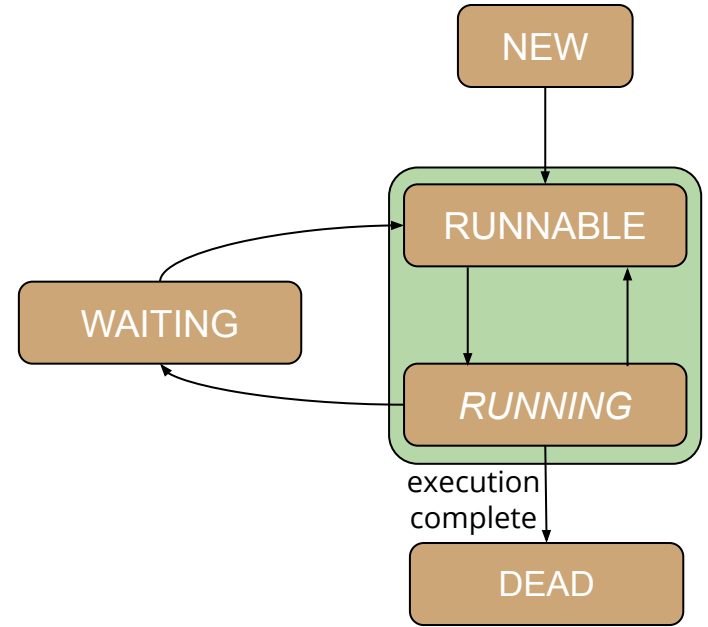 NEW
RUNNABLE
WAITING
RUNNING
execution
complete
DEAD